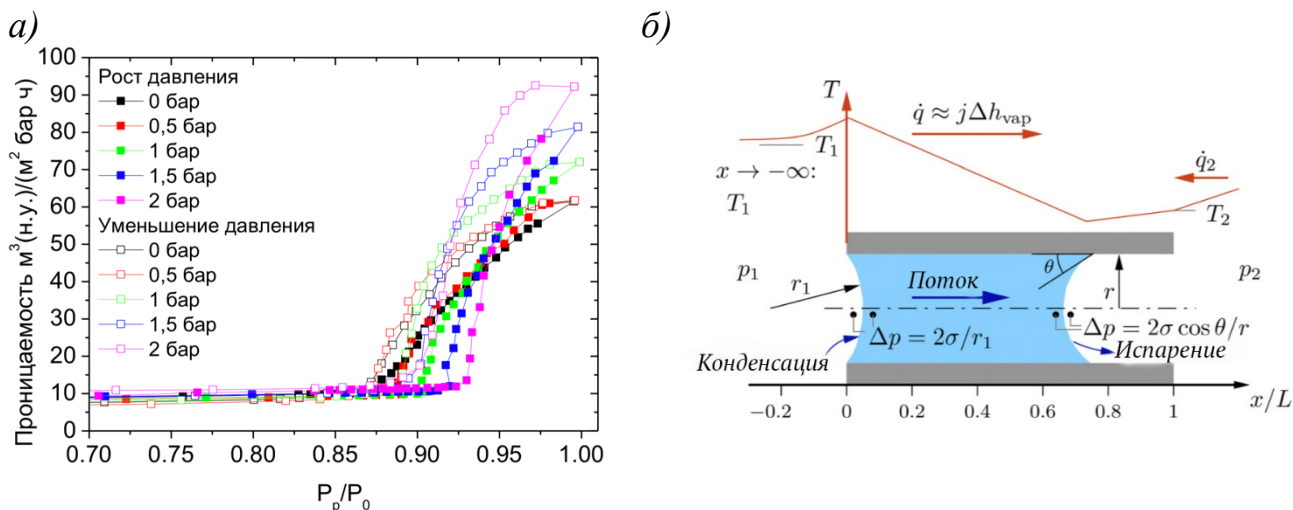 а)
Проницаемость м³(н.у.)/(м² бар ч)
100
90
80
70
60
50
40
30
20
10
0
Рост давления
0 бар
0,5 бар
1 бар
1,5 бар
2 бар
Уменьшение давления
0 бар
0,5 бар
1 бар
1,5 бар
2 бар
0.70 0.75 0.80 0.85 0.90 0.95 1.00
Pp/P0
б)
T
q̇ ≈ jΔhvap
T1
x → −∞:
T1
q̇2
T2
θ
p1
r1
Поток
r
p2
Δp = 2σ/r1
Δp = 2σ cos θ/r
Конденсация
Испарение
−0.2 0 0.2 0.4 0.6 0.8 1 x/L